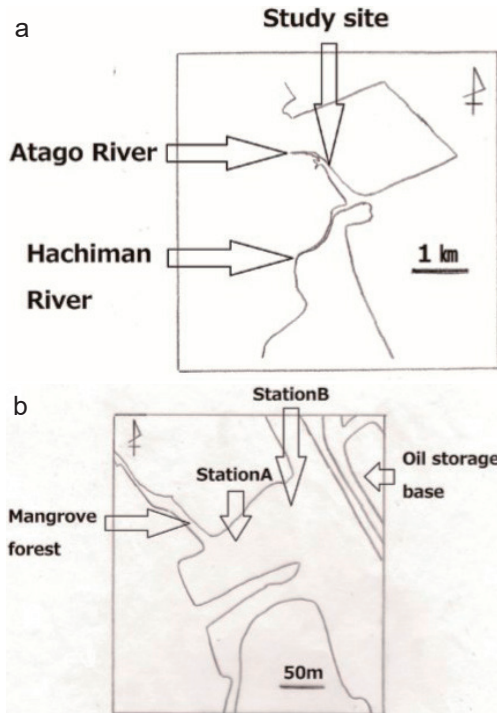 a
Study site
Atago River
Hachiman
River
1 km
b
StationB
StationA
Oil storage
base
Mangrove
forest
50m